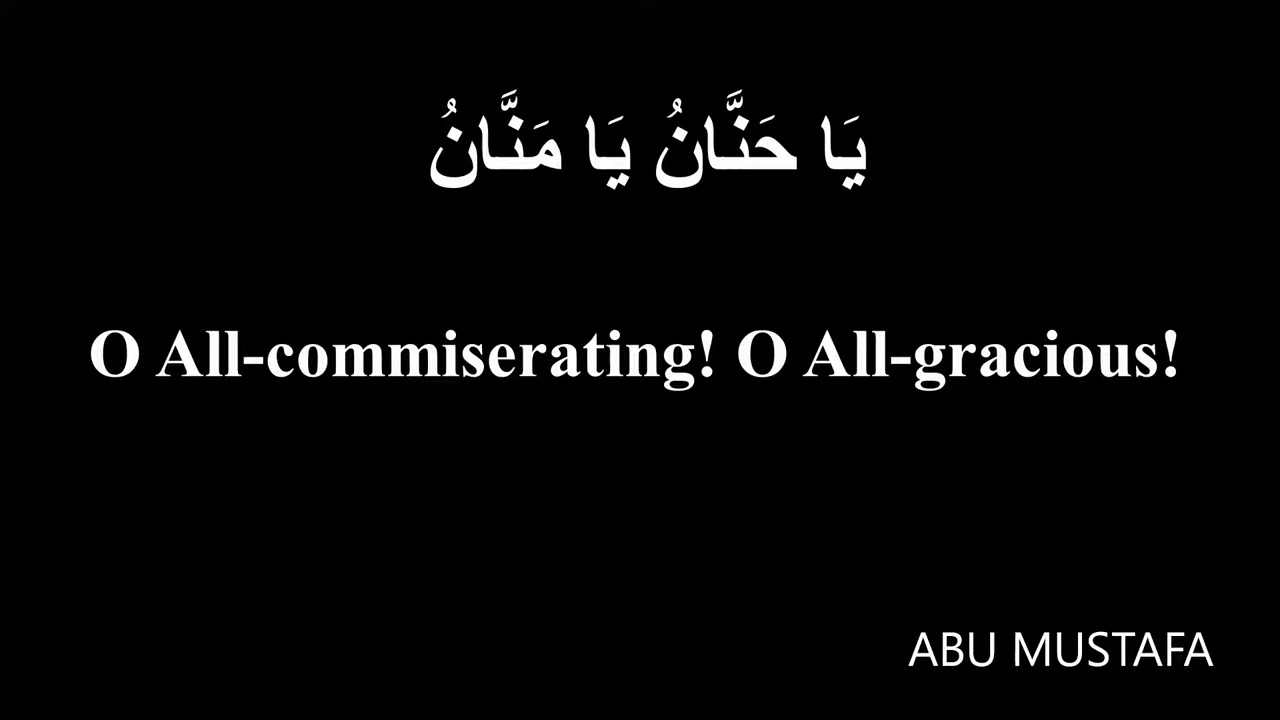 يَا حَنَّانُ يَا مَنَّانُ
O All-commiserating! O All-gracious!
ABU MUSTAFA